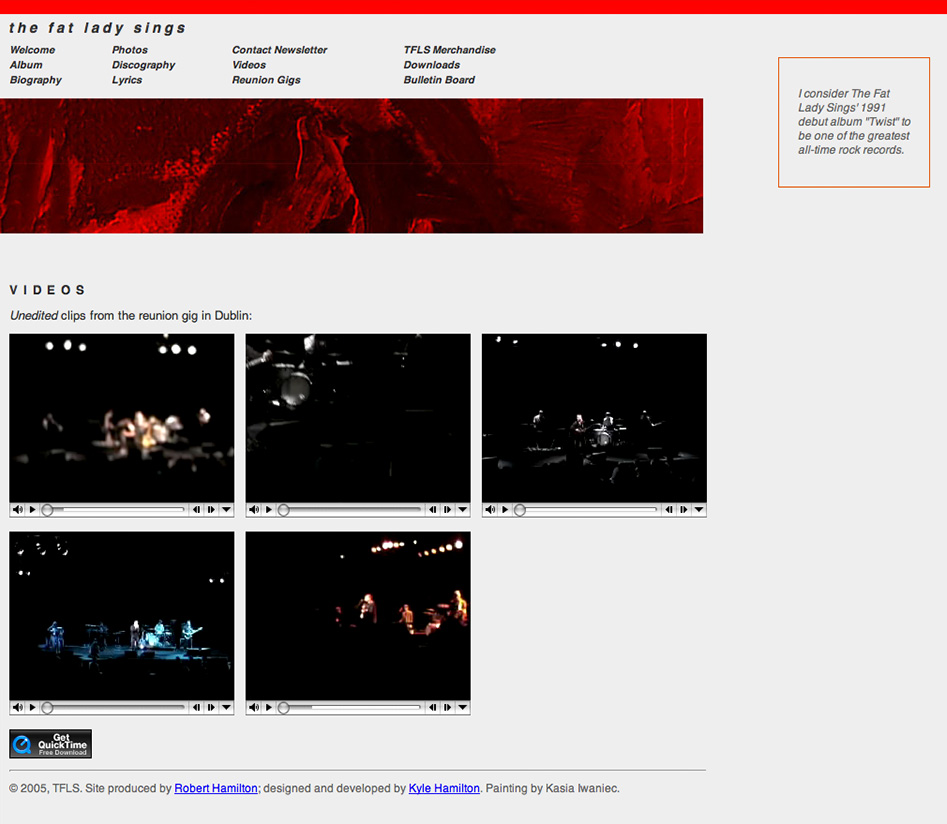 the fat lady sings
Welcome Photos Contact Newsletter TFLS Merchandise
Album Discography Videos Downloads
Biography Lyrics Reunion Gigs Bulletin Board
I consider The Fat
Lady Sings' 1991
debut album "Twist" to
be one of the greatest
all-time rock records.
VIDEOS
Unedited clips from the reunion gig in Dublin:
Get
QuickTime
Free Download
© 2005, TFLS. Site produced by Robert Hamilton; designed and developed by Kyle Hamilton. Painting by Kasia Iwaniec.